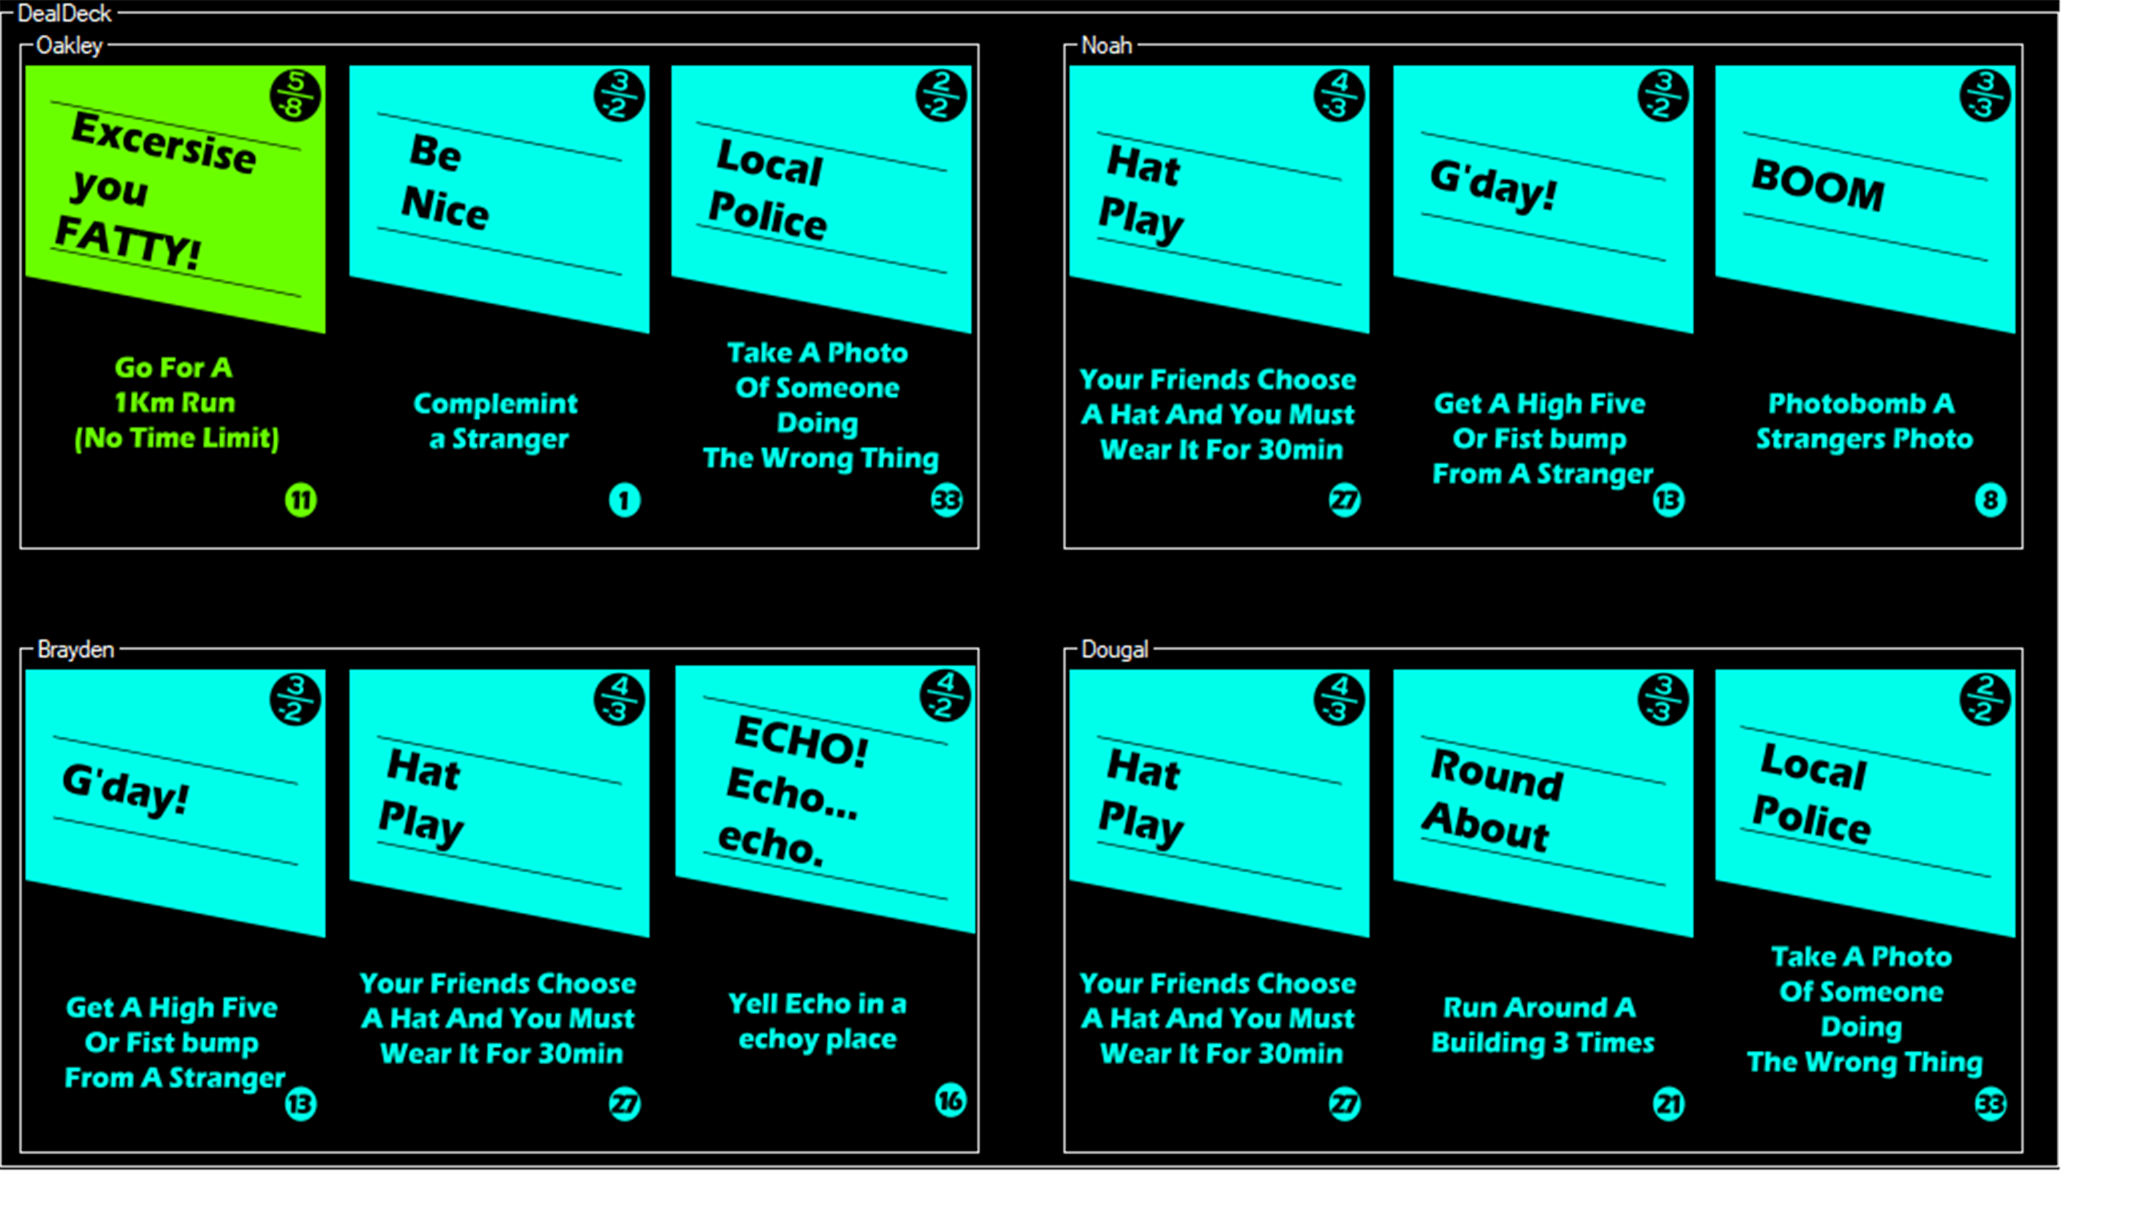 DealDeck
Oakley
5
-8
Excersise
you
FATTY!
Go For A
1Km Run
(No Time Limit)
11
3
-2
Be
Nice
Complemint
a Stranger
1
2
-2
Local
Police
Take A Photo
Of Someone
Doing
The Wrong Thing
33
Noah
4
-3
Hat
Play
Your Friends Choose
A Hat And You Must
Wear It For 30min
27
3
-2
G'day!
Get A High Five
Or Fist bump
From A Stranger
13
3
-3
BOOM
Photobomb A
Strangers Photo
8
Brayden
3
-2
G'day!
Get A High Five
Or Fist bump
From A Stranger
13
4
-3
Hat
Play
Your Friends Choose
A Hat And You Must
Wear It For 30min
27
4
-2
ECHO!
Echo...
echo.
Yell Echo in a
echoy place
16
Dougal
4
-3
Hat
Play
Your Friends Choose
A Hat And You Must
Wear It For 30min
27
3
-3
Round
About
Run Around A
Building 3 Times
21
2
-2
Local
Police
Take A Photo
Of Someone
Doing
The Wrong Thing
33